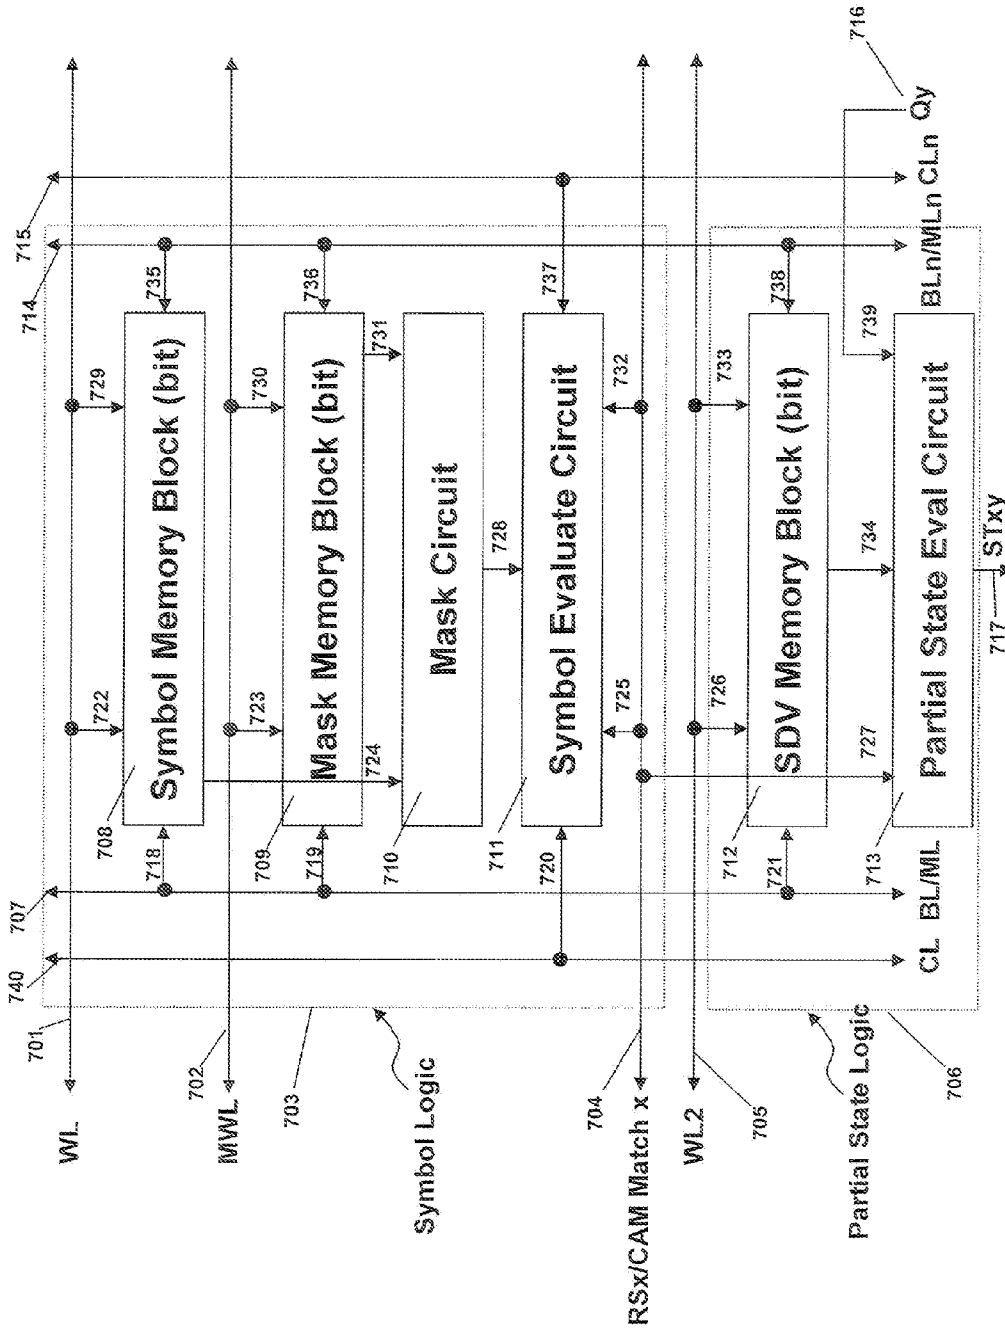 716
715
714
BLn/MLn CLn Qy
735
736
737
738
739
729
730
731
732
733
Symbol Memory Block (bit)
Mask Memory Block (bit)
Mask Circuit
Symbol Evaluate Circuit
SDV Memory Block (bit)
Partial State Eval Circuit
728
734
STxy
717
722
723
724
725
726
727
708
709
710
711
712
713
718
719
720
721
707
740
CL BL/ML
701
702
703
704
705
706
WL
MWL
Symbol Logic
RSx/CAM Match x
WL2
Partial State Logic